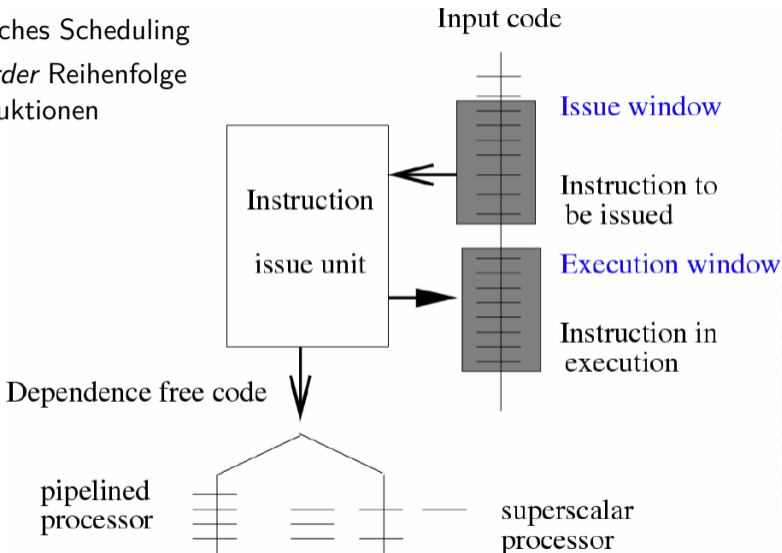 ches Scheduling
der Reihenfolge
uktionen
Input code
Issue window
Instruction to
be issued
Instruction
issue unit
Execution window
Instruction in
execution
Dependence free code
pipelined
processor
superscalar
processor